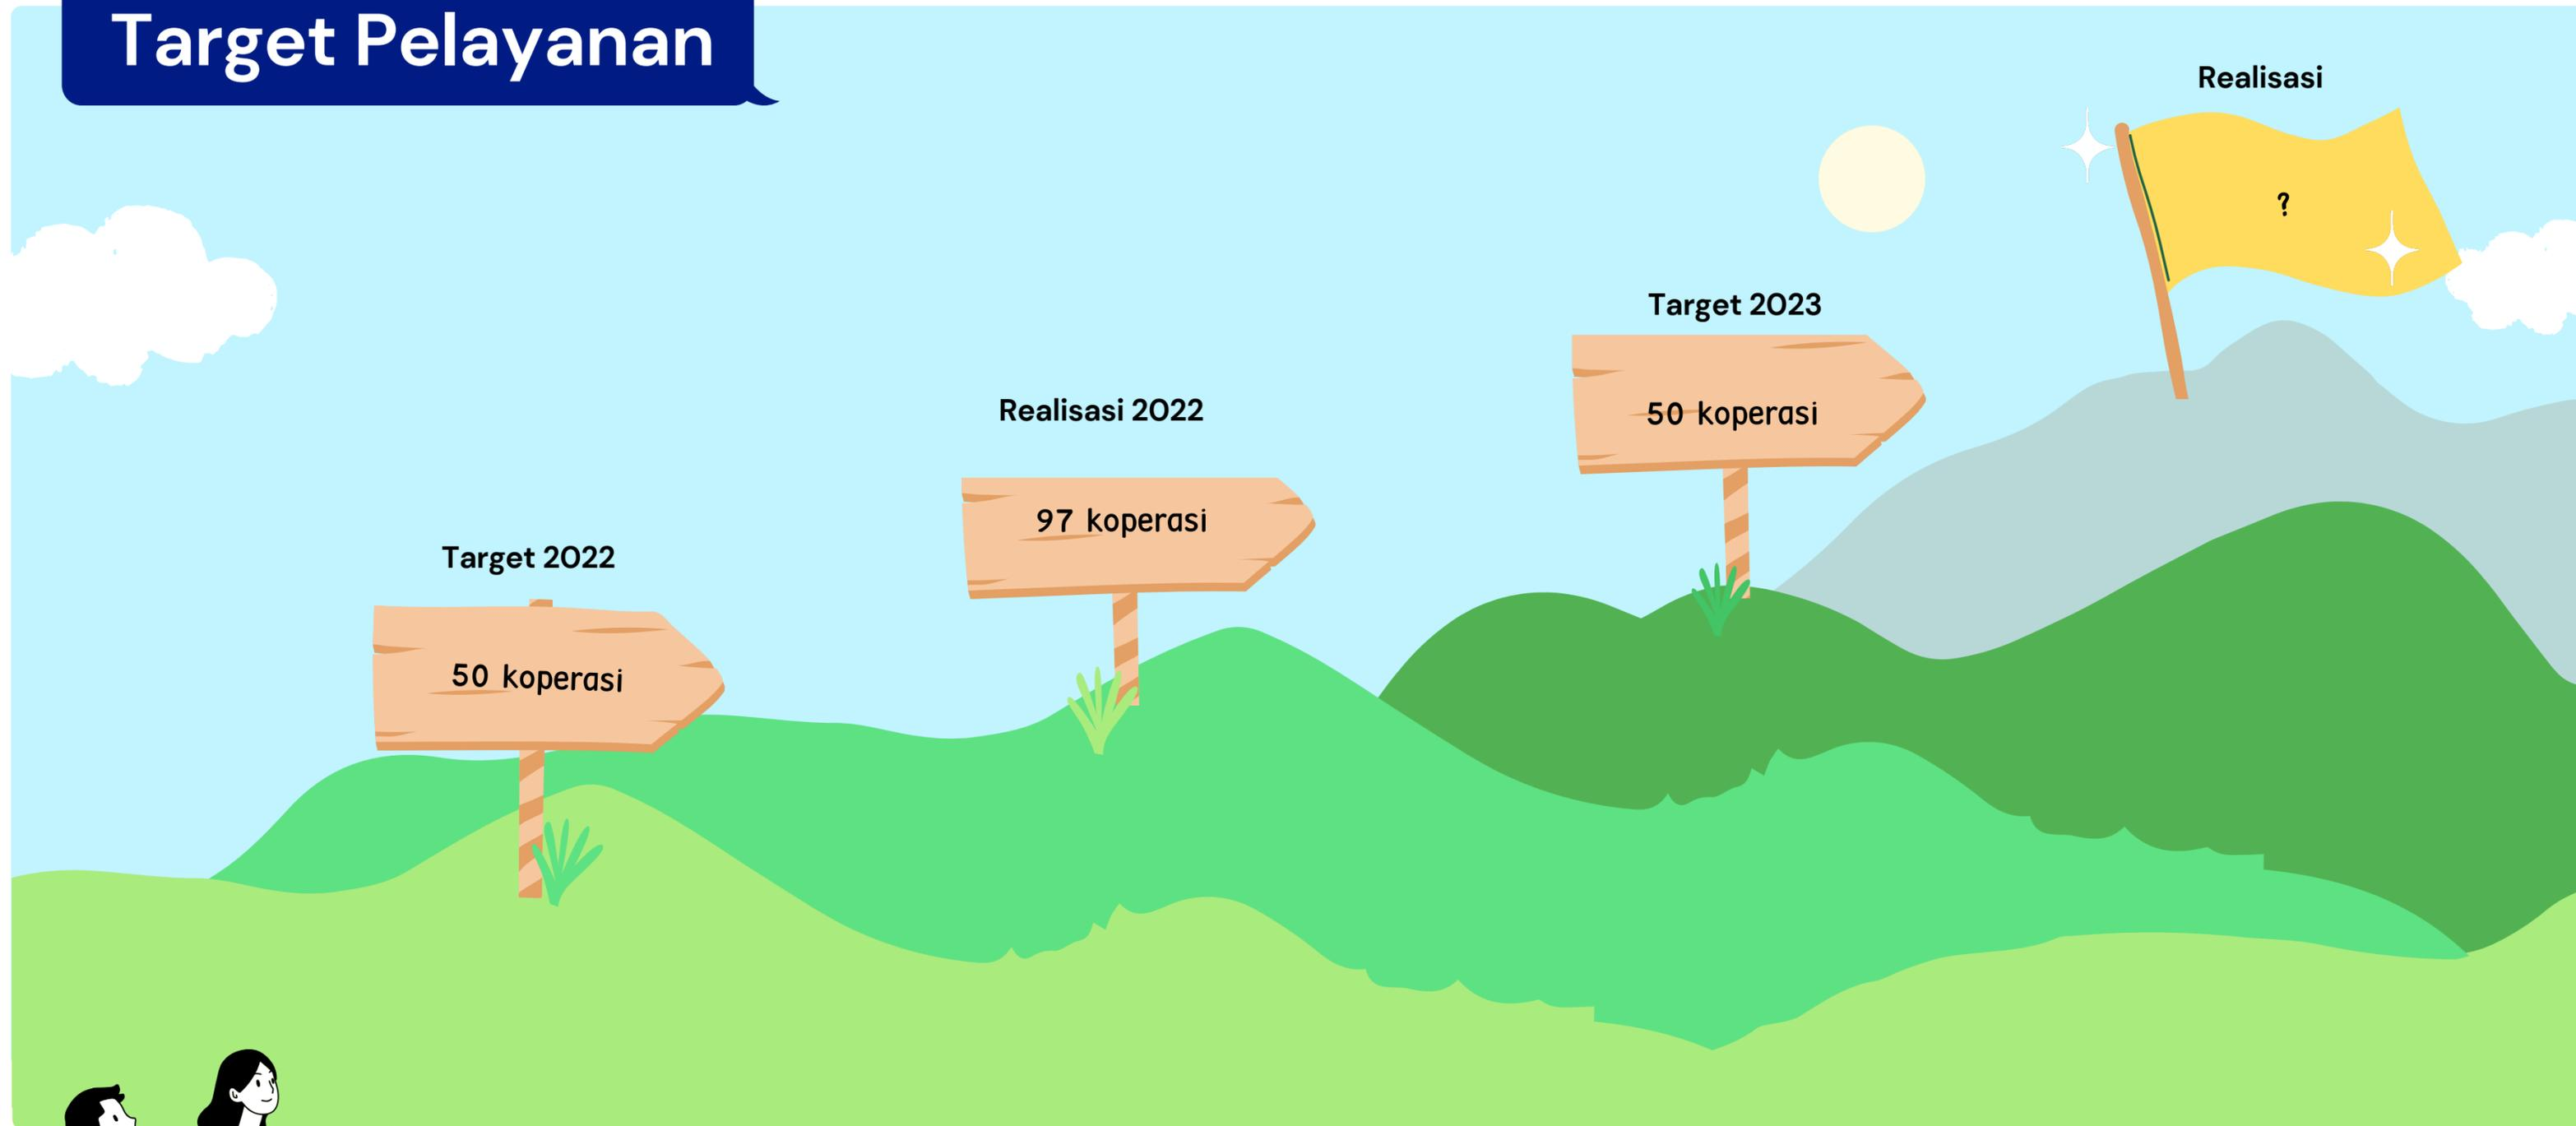 Target Pelayanan
Realisasi
?
Target 2023
50 koperasi
Realisasi 2022
97 koperasi
Target 2022
50 koperasi